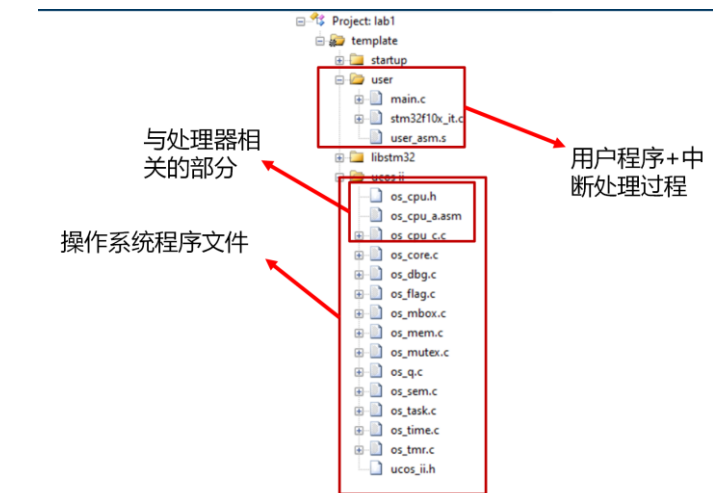 Project: lab1
template
startup
user
main.c
stm32f10x_it.c
user_asm.s
libstm32
ucos ii
os_cpu.h
os_cpu_a.asm
os_cpu_c.c
os_core.c
os_dbg.c
os_flag.c
os_mbox.c
os_mem.c
os_mutex.c
os_q.c
os_sem.c
os_task.c
os_time.c
os_tmr.c
ucos_ii.h
与处理器相
关的部分
操作系统程序文件
用户程序+中
断处理过程